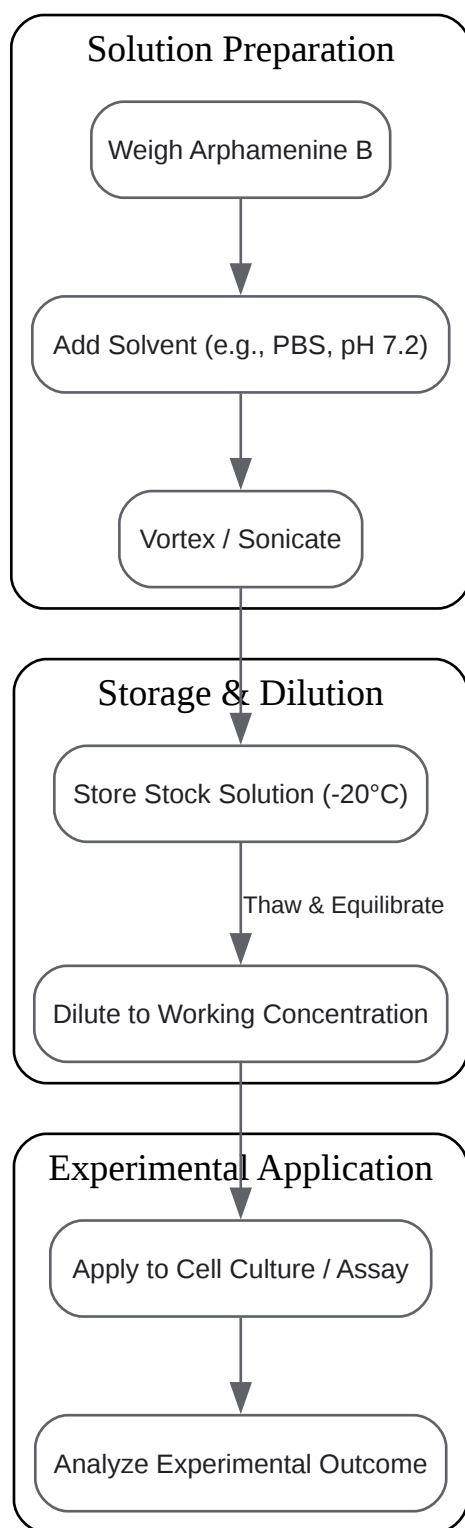 Solution Preparation
Weigh Arphamenine B
Add Solvent (e.g., PBS, pH 7.2)
Vortex / Sonicate
Storage & Dilution
Store Stock Solution (-20°C)
Thaw & Equilibrate
Dilute to Working Concentration
Experimental Application
Apply to Cell Culture / Assay
Analyze Experimental Outcome